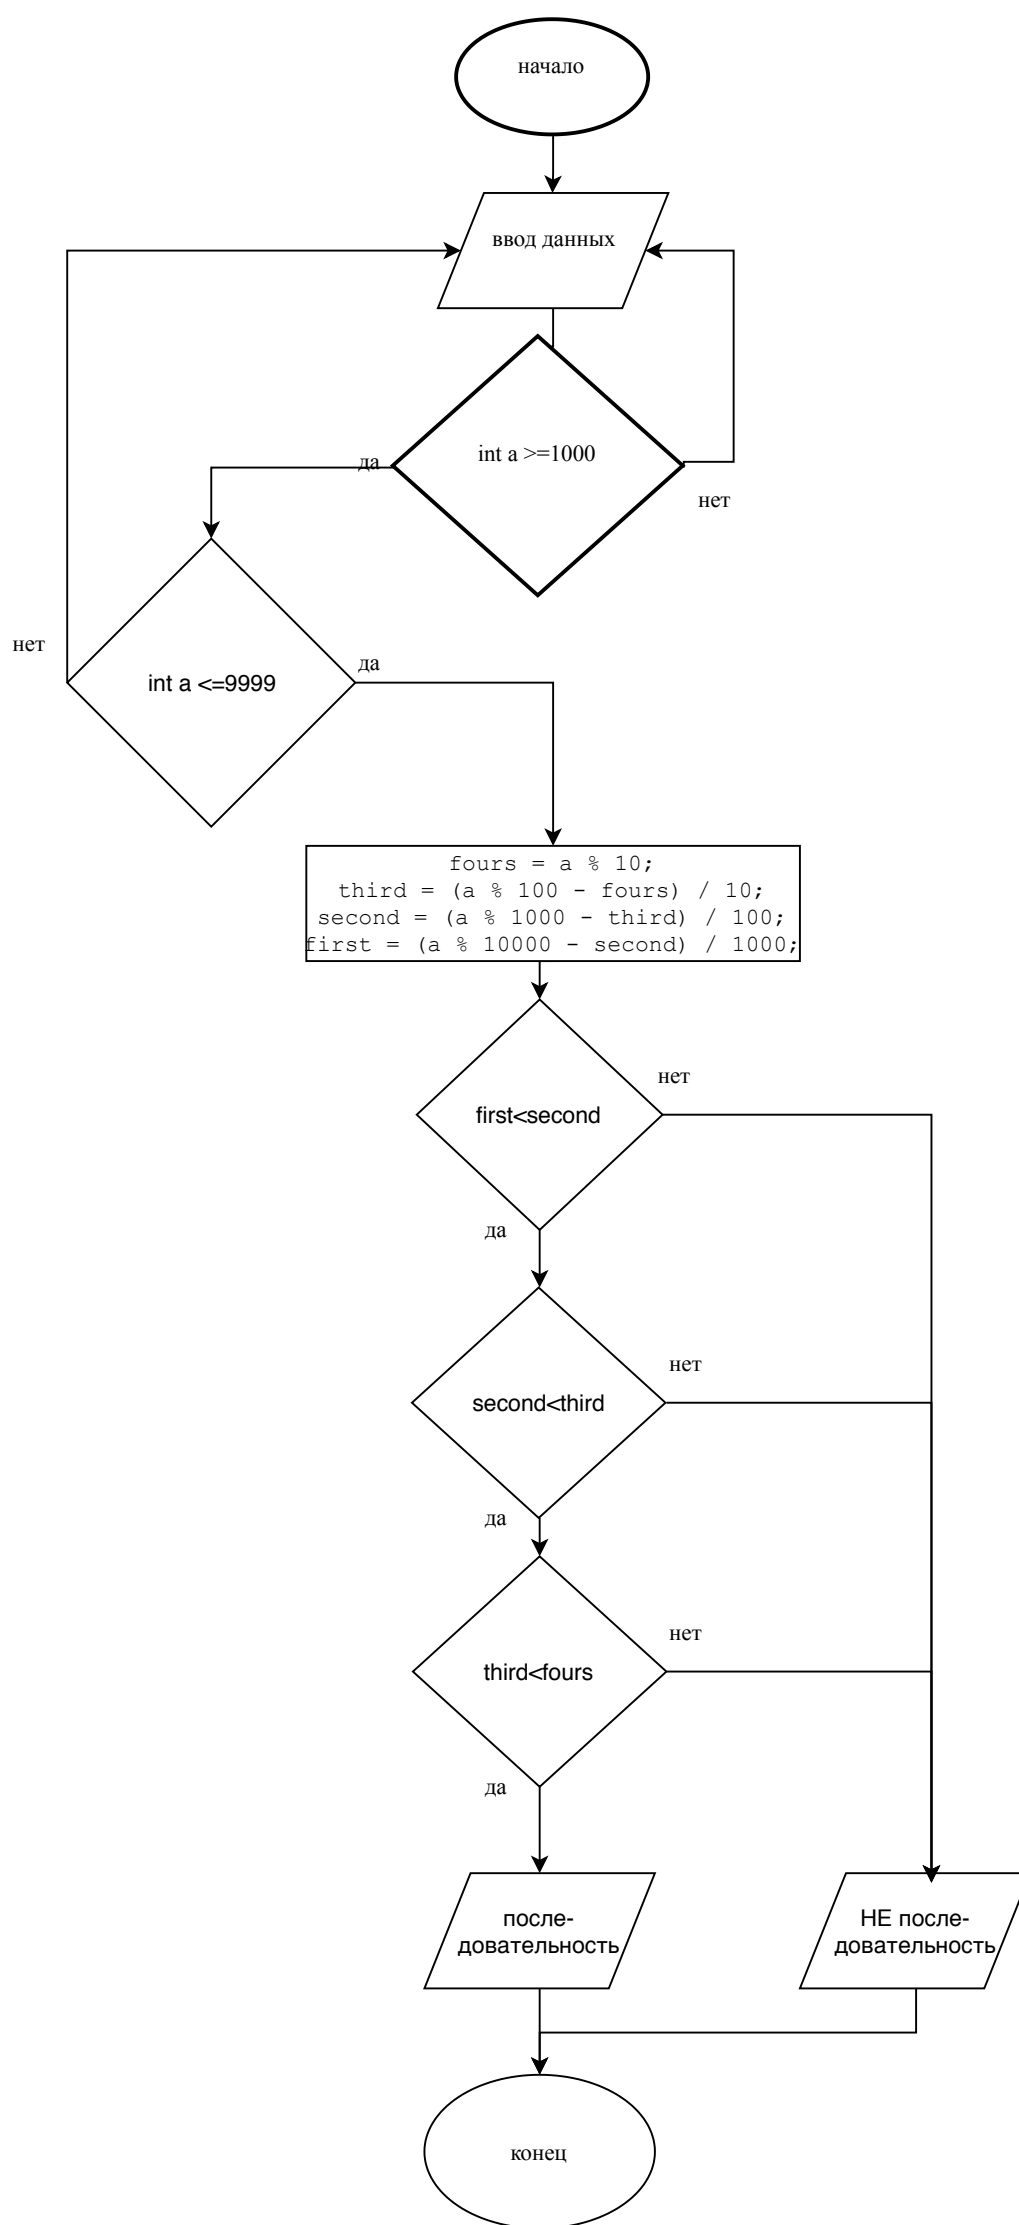 начало
ввод данных
int a >=1000
да
нет
нет
int a <=9999
да
fours = a % 10;
third = (a % 100 - fours) / 10;
second = (a % 1000 - third) / 100;
first = (a % 10000 - second) / 1000;
нет
first<second
да
нет
second<third
да
нет
third<fours
да
после-
довательность
НЕ после-
довательность
конец